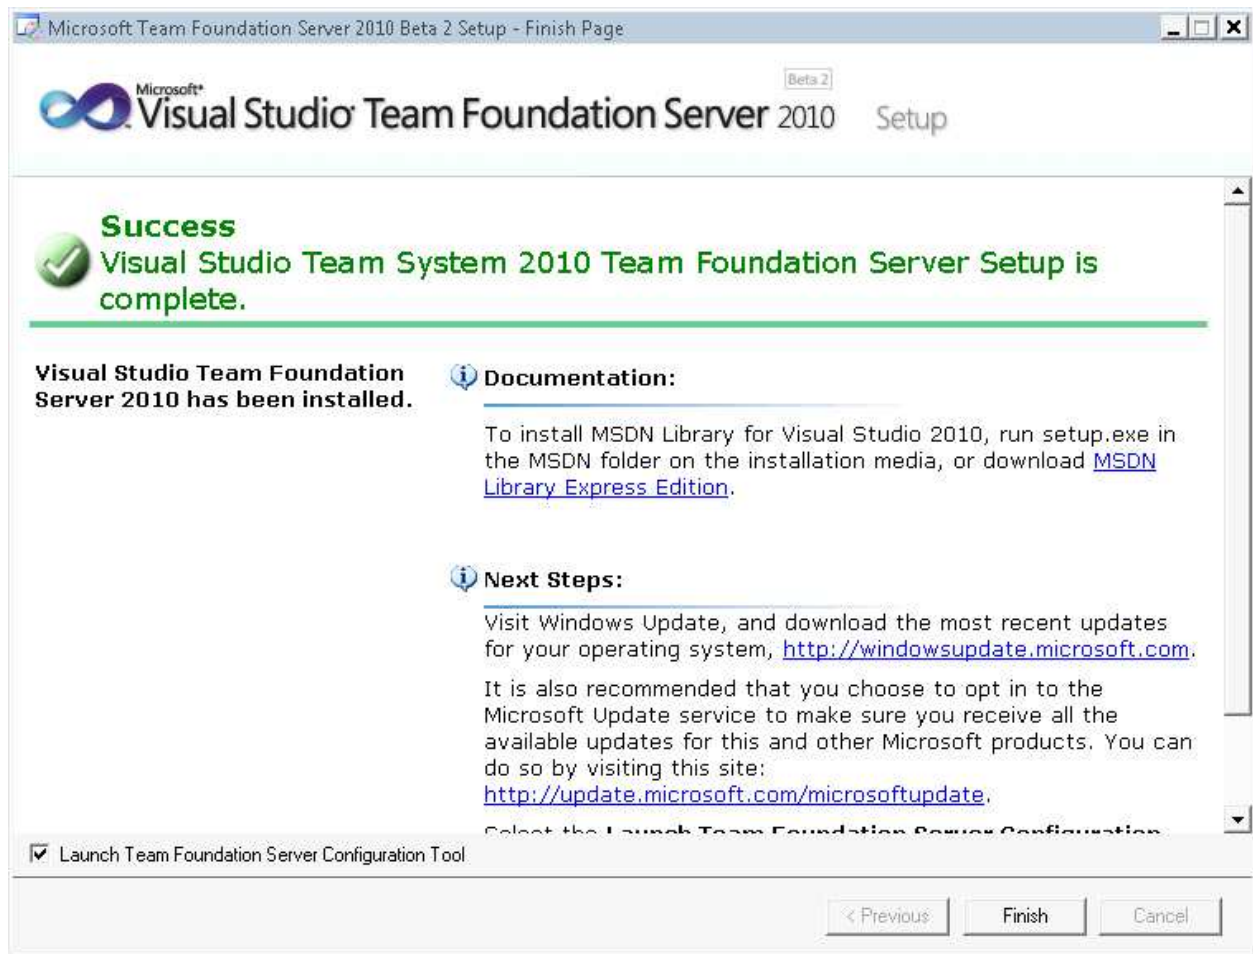 Microsoft Team Foundation Server 2010 Beta 2 Setup - Finish Page
Beta 2
Microsoft®
Visual Studio Team Foundation Server 2010 Setup
Success
Visual Studio Team System 2010 Team Foundation Server Setup is
complete.
Visual Studio Team Foundation
Server 2010 has been installed.
Documentation:
To install MSDN Library for Visual Studio 2010, run setup.exe in
the MSDN folder on the installation media, or download MSDN
Library Express Edition.
Next Steps:
Visit Windows Update, and download the most recent updates
for your operating system, http://windowsupdate.microsoft.com.
It is also recommended that you choose to opt in to the
Microsoft Update service to make sure you receive all the
available updates for this and other Microsoft products. You can
do so by visiting this site:
http://update.microsoft.com/microsoftupdate.
Select the Launch Team Foundation Server Configuration
Launch Team Foundation Server Configuration Tool
< Previous
Finish
Cancel